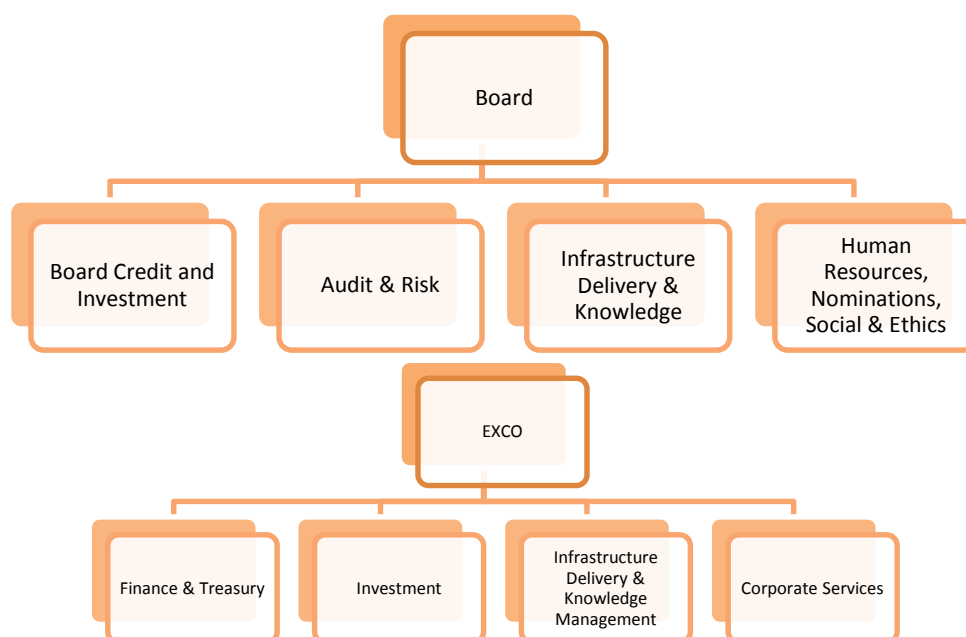 Board
Board Credit and
Investment
Audit & Risk
Infrastructure
Delivery &
Knowledge
Human
Resources,
Nominations,
Social & Ethics
EXCO
Finance & Treasury
Investment
Infrastructure
Delivery &
Knowledge
Management
Corporate Services